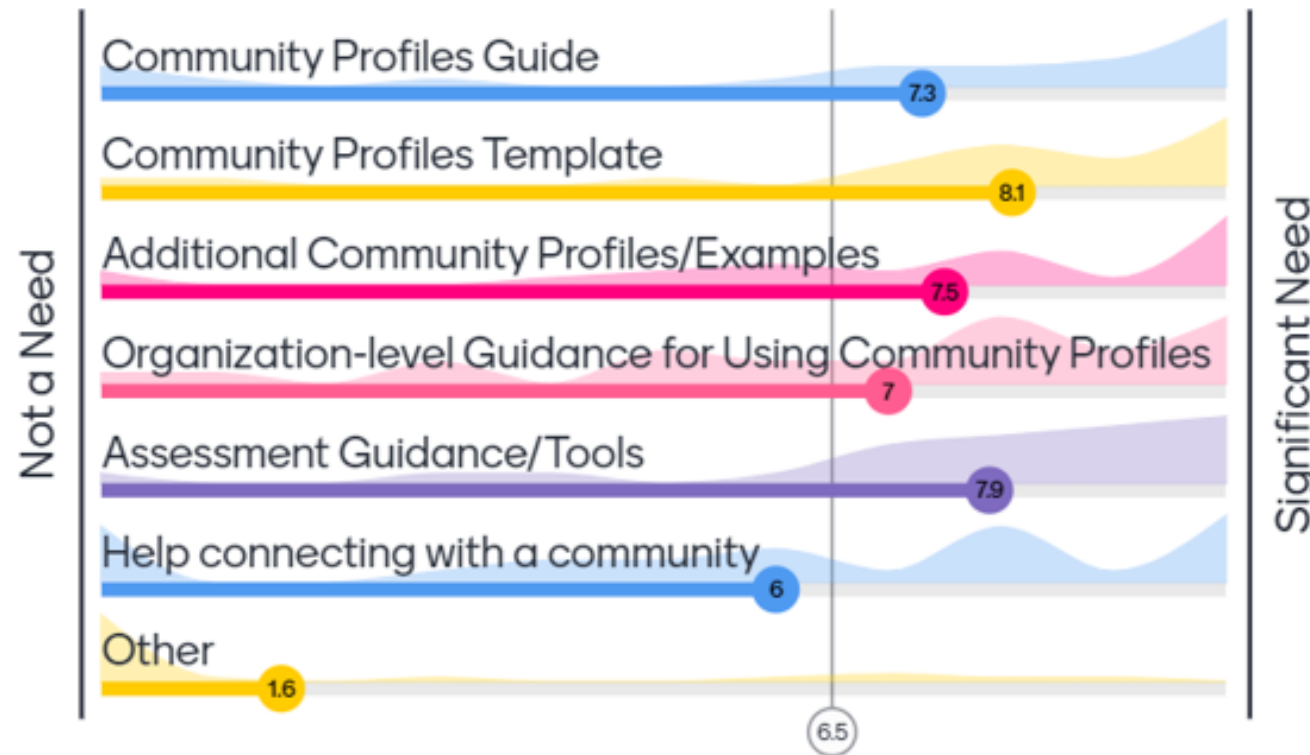 Not a Need
Community Profiles Guide
7.3
Community Profiles Template
8.1
Additional Community Profiles/Examples
7.5
Organization-level Guidance for Using Community Profiles
7
Assessment Guidance/Tools
7.9
Help connecting with a community
6
Other
1.6
6.5
Significant Need